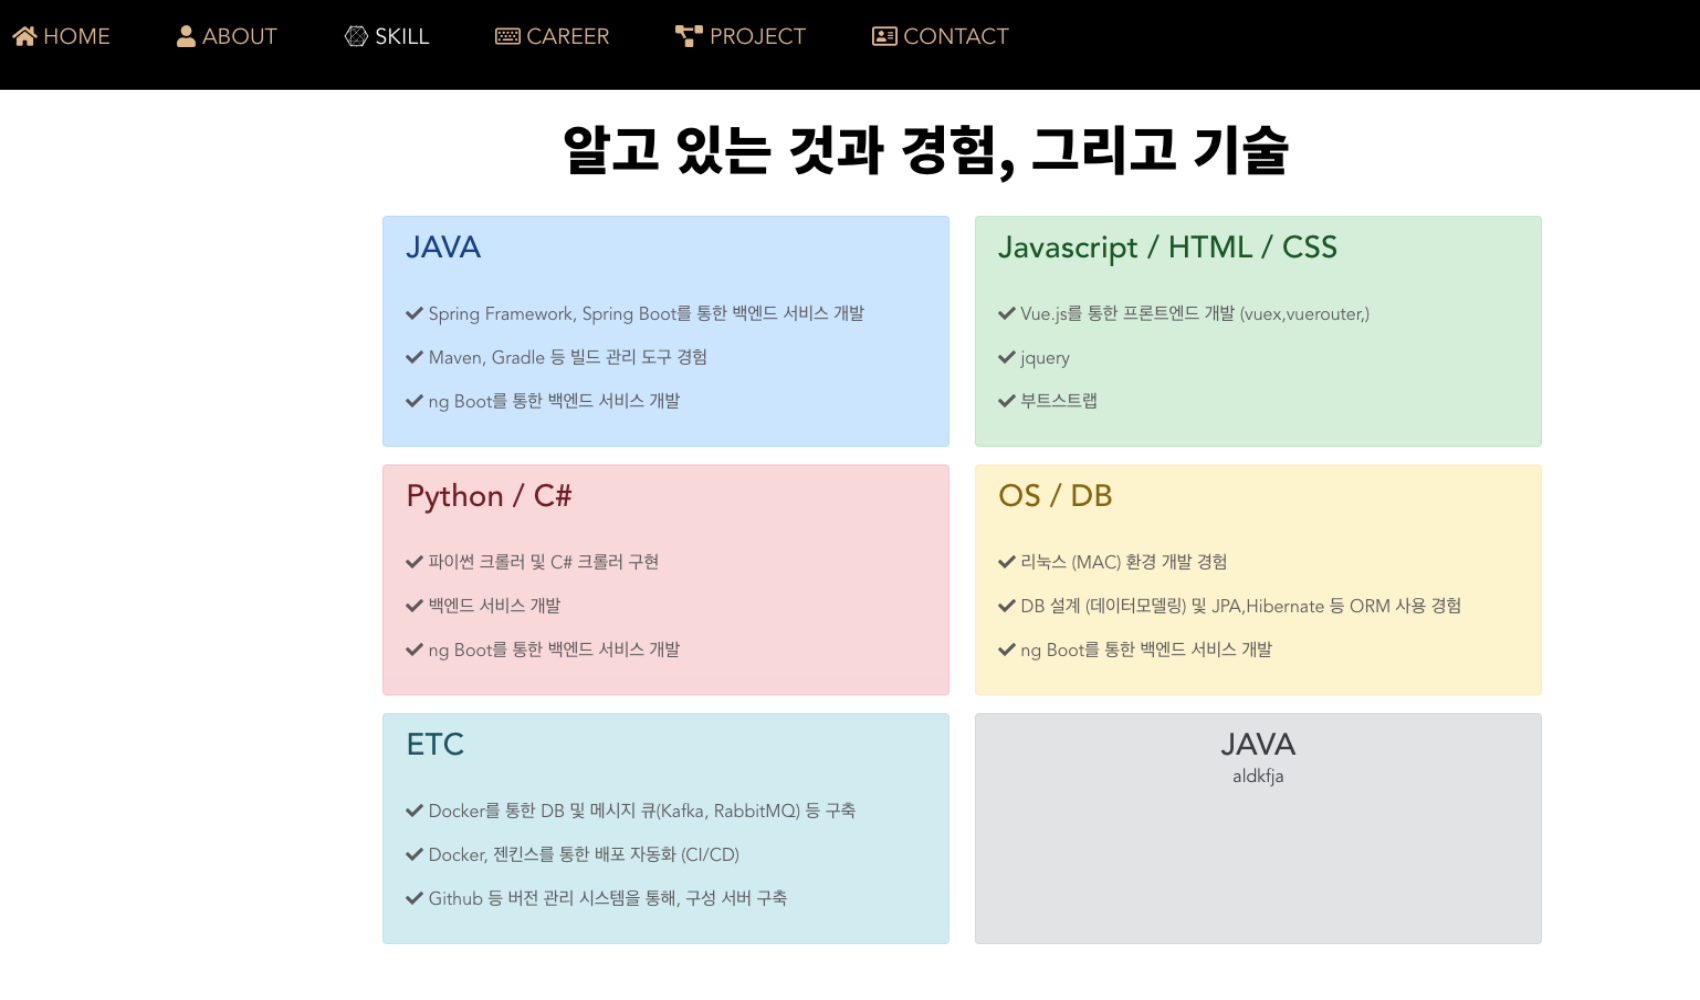 HOME ABOUT SKILL CAREER PROJECT CONTACT
알고 있는 것과 경험, 그리고 기술
JAVA
Spring Framework, Spring Boot를 통한 백엔드 서비스 개발
Maven, Gradle 등 빌드 관리 도구 경험
ng Boot를 통한 백엔드 서비스 개발
Javascript / HTML / CSS
Vue.js를 통한 프론트엔드 개발 (vuex,vuerouter,)
jquery
부트스트랩
Python / C#
파이썬 크롤러 및 C# 크롤러 구현
백엔드 서비스 개발
ng Boot를 통한 백엔드 서비스 개발
OS / DB
리눅스 (MAC) 환경 개발 경험
DB 설계 (데이터모델링) 및 JPA,Hibernate 등 ORM 사용 경험
ng Boot를 통한 백엔드 서비스 개발
ETC
Docker를 통한 DB 및 메시지 큐(Kafka, RabbitMQ) 등 구축
Docker, 젠킨스를 통한 배포 자동화 (CI/CD)
Github 등 버전 관리 시스템을 통해, 구성 서버 구축
JAVA
aldkfja